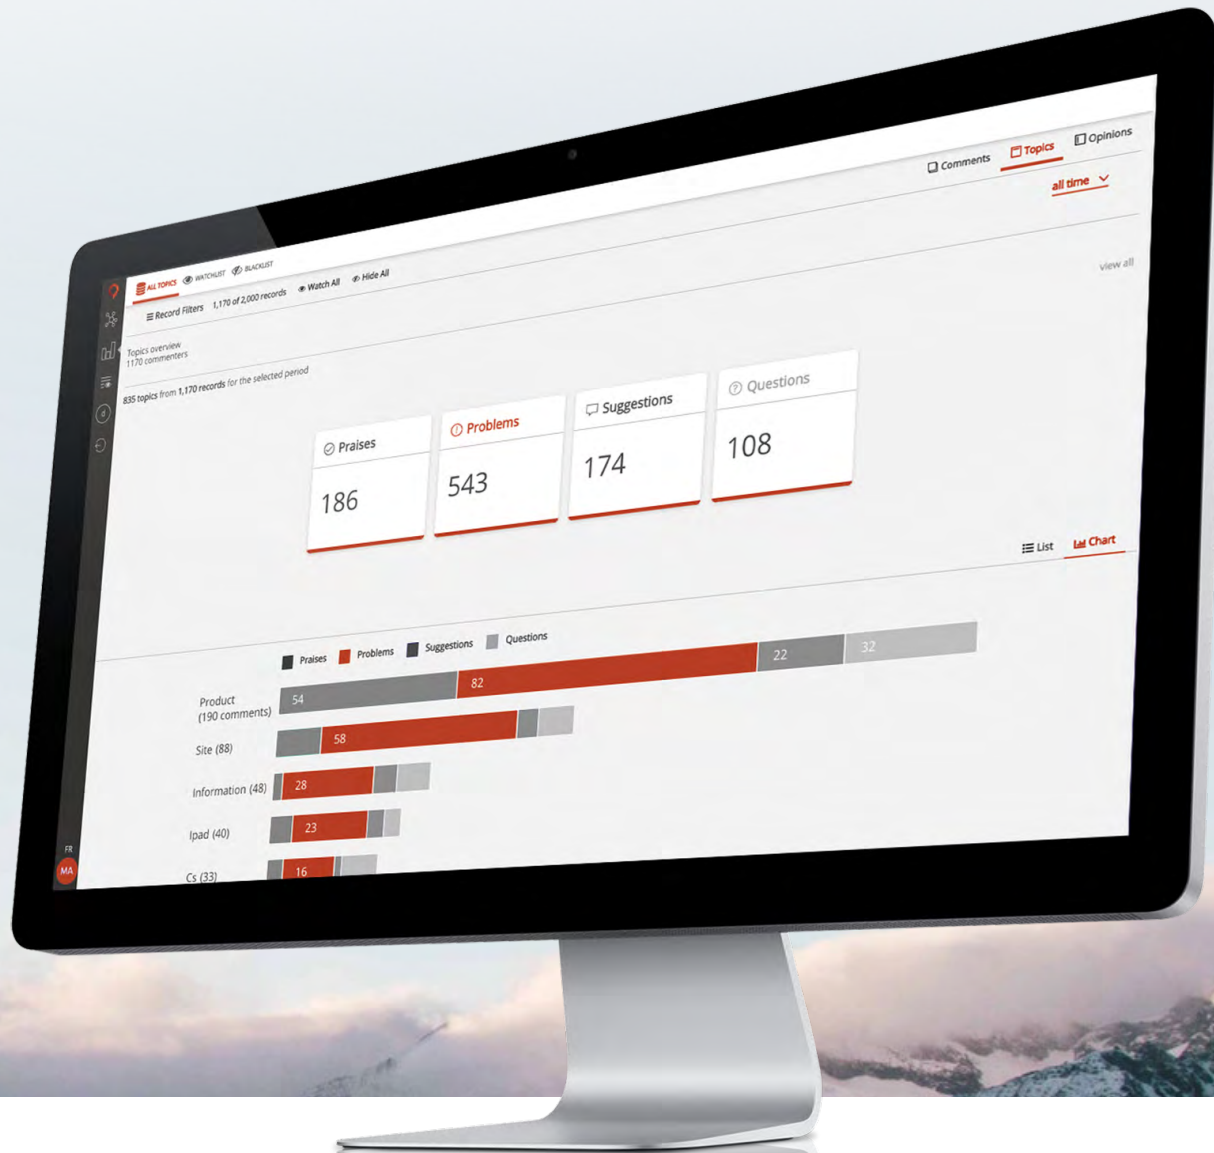 Comments Topics Opinions
all time
ALL TOPICS WATCHLIST BLACKLIST
Record Filters 1,170 of 2,000 records Watch All Hide All
view all
Topics overview
1170 commenters
835 topics from 1,170 records for the selected period
Praises Problems Suggestions Questions
186 543 174 108
List Chart
Praises Problems Suggestions Questions
Product
(190 comments) 54 82 22 32
Site (88) 58
Information (48) 28
Ipad (40) 23
Cs (33) 16
FR
MA